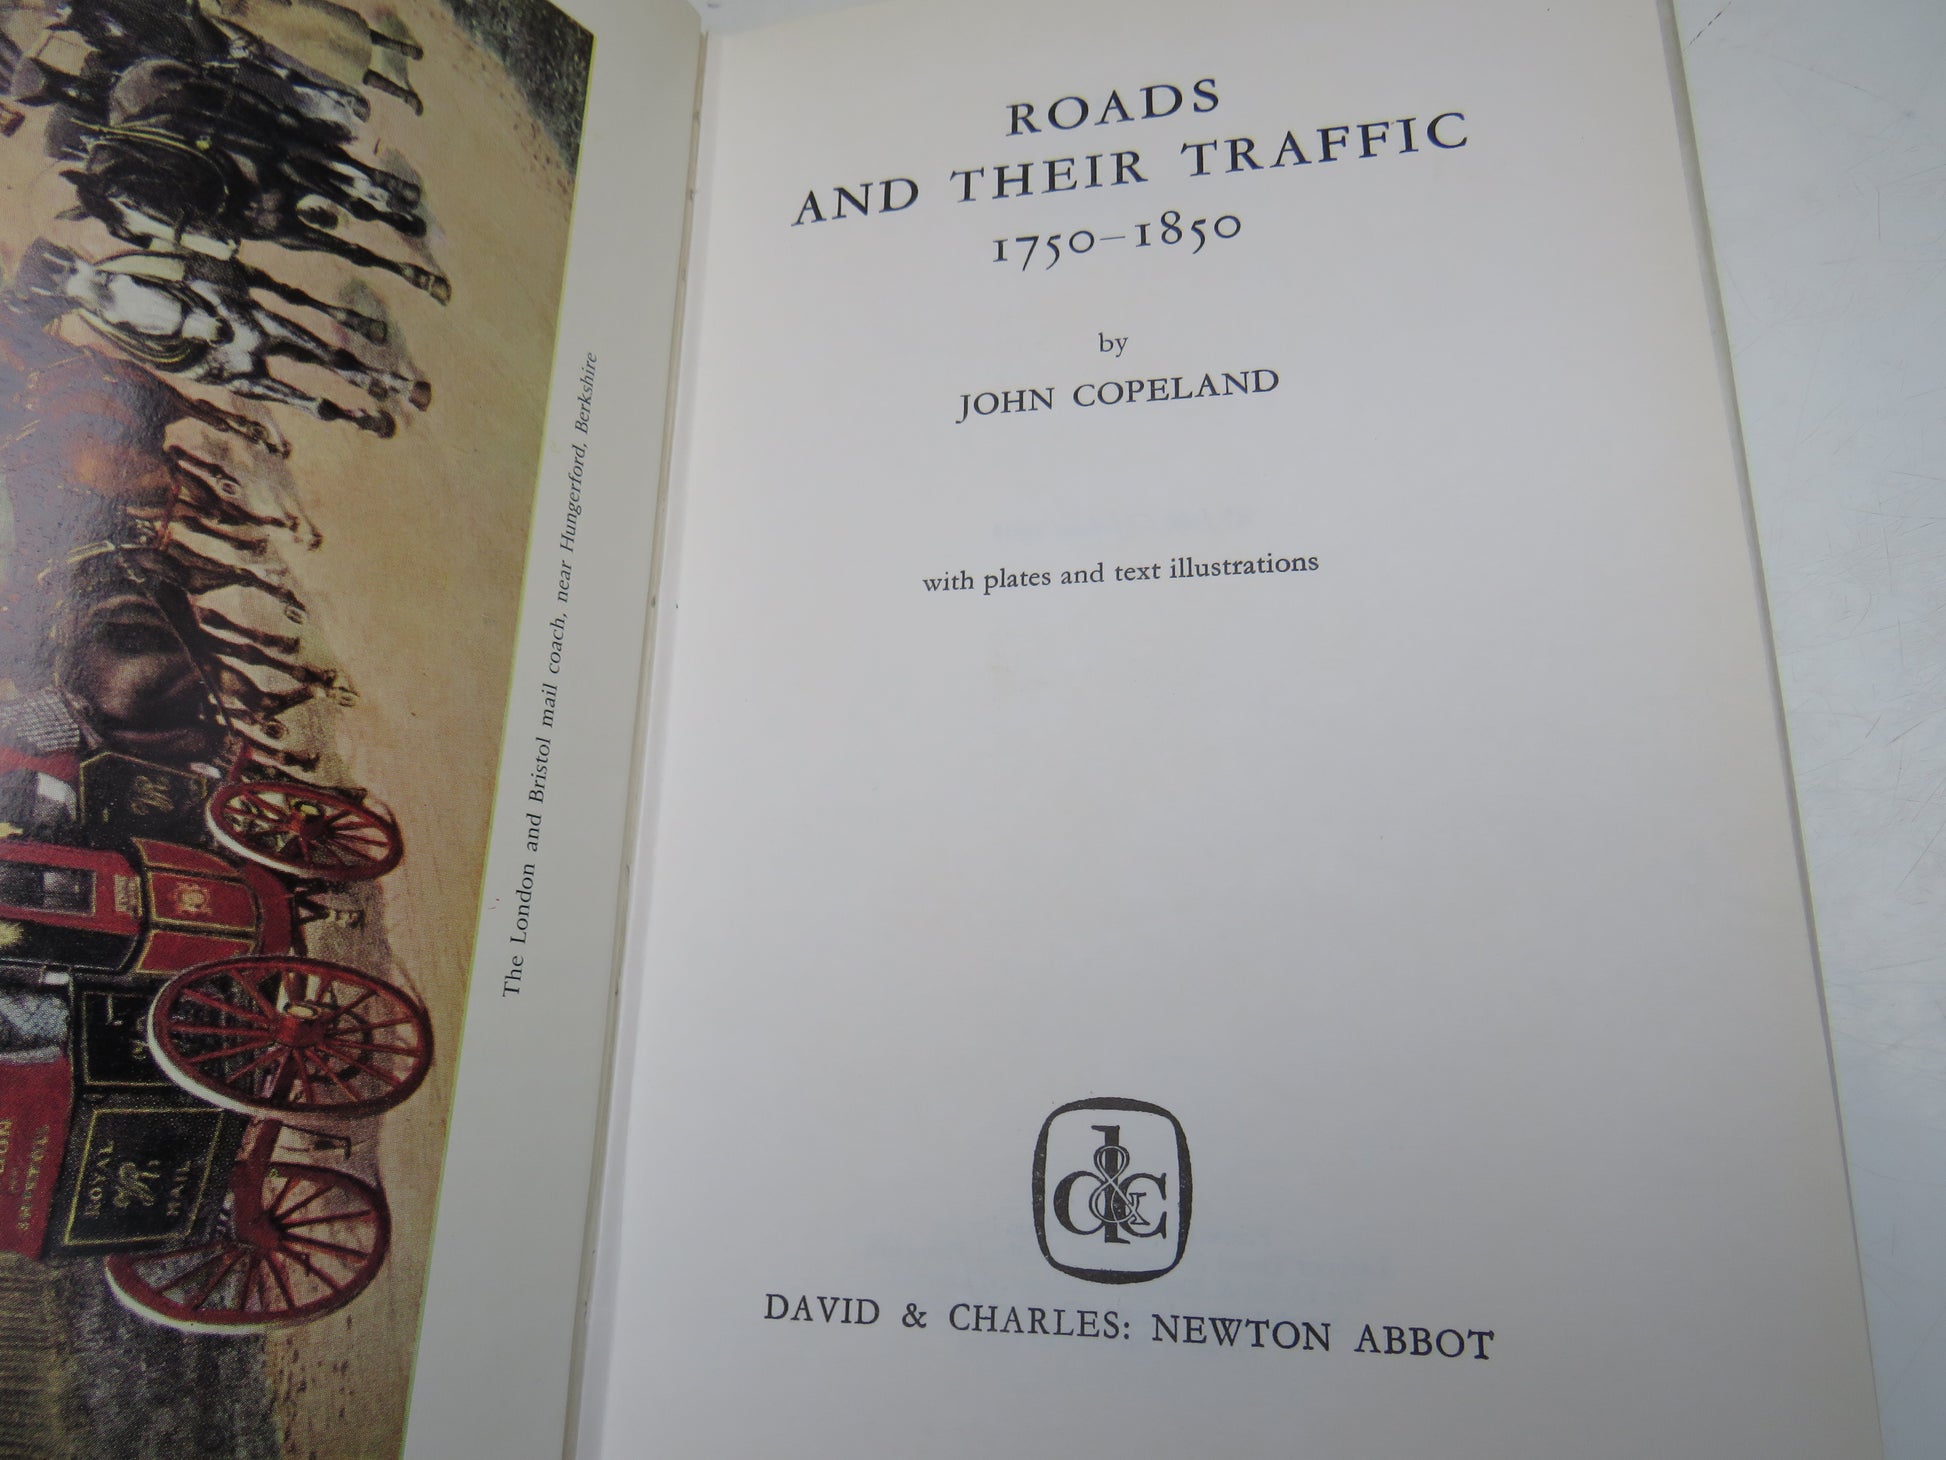 The London and Bristol mail coach, near Hungerford, Berkshire
ROYAL
MAIL
ROADS
AND THEIR TRAFFIC
1750–1850
by
JOHN COPELAND
with plates and text illustrations
d&c
DAVID & CHARLES: NEWTON ABBOT